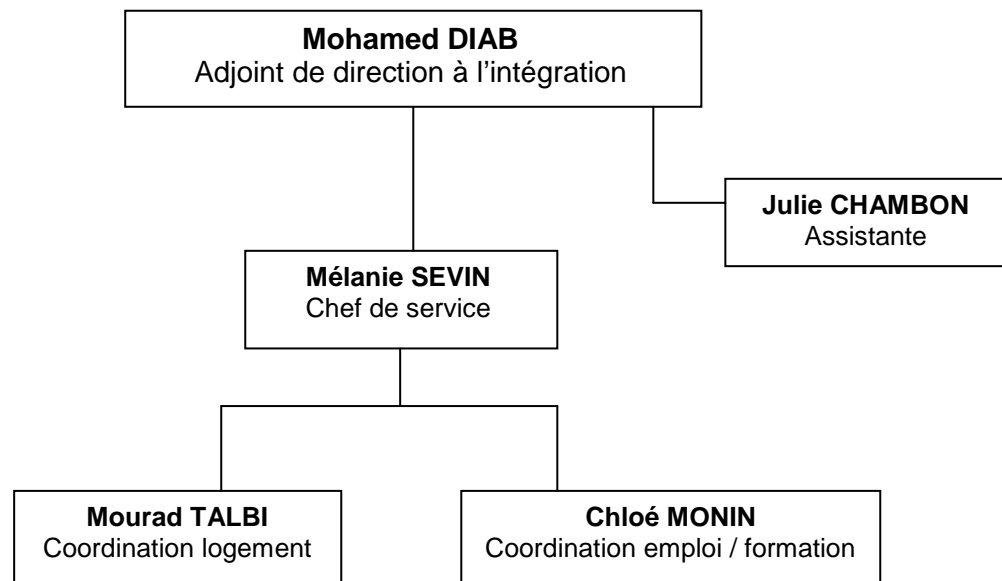 Mohamed DIAB
Adjoint de direction à l’intégration
Julie CHAMBON
Assistante
Mélanie SEVIN
Chef de service
Mourad TALBI
Coordination logement
Chloé MONIN
Coordination emploi / formation